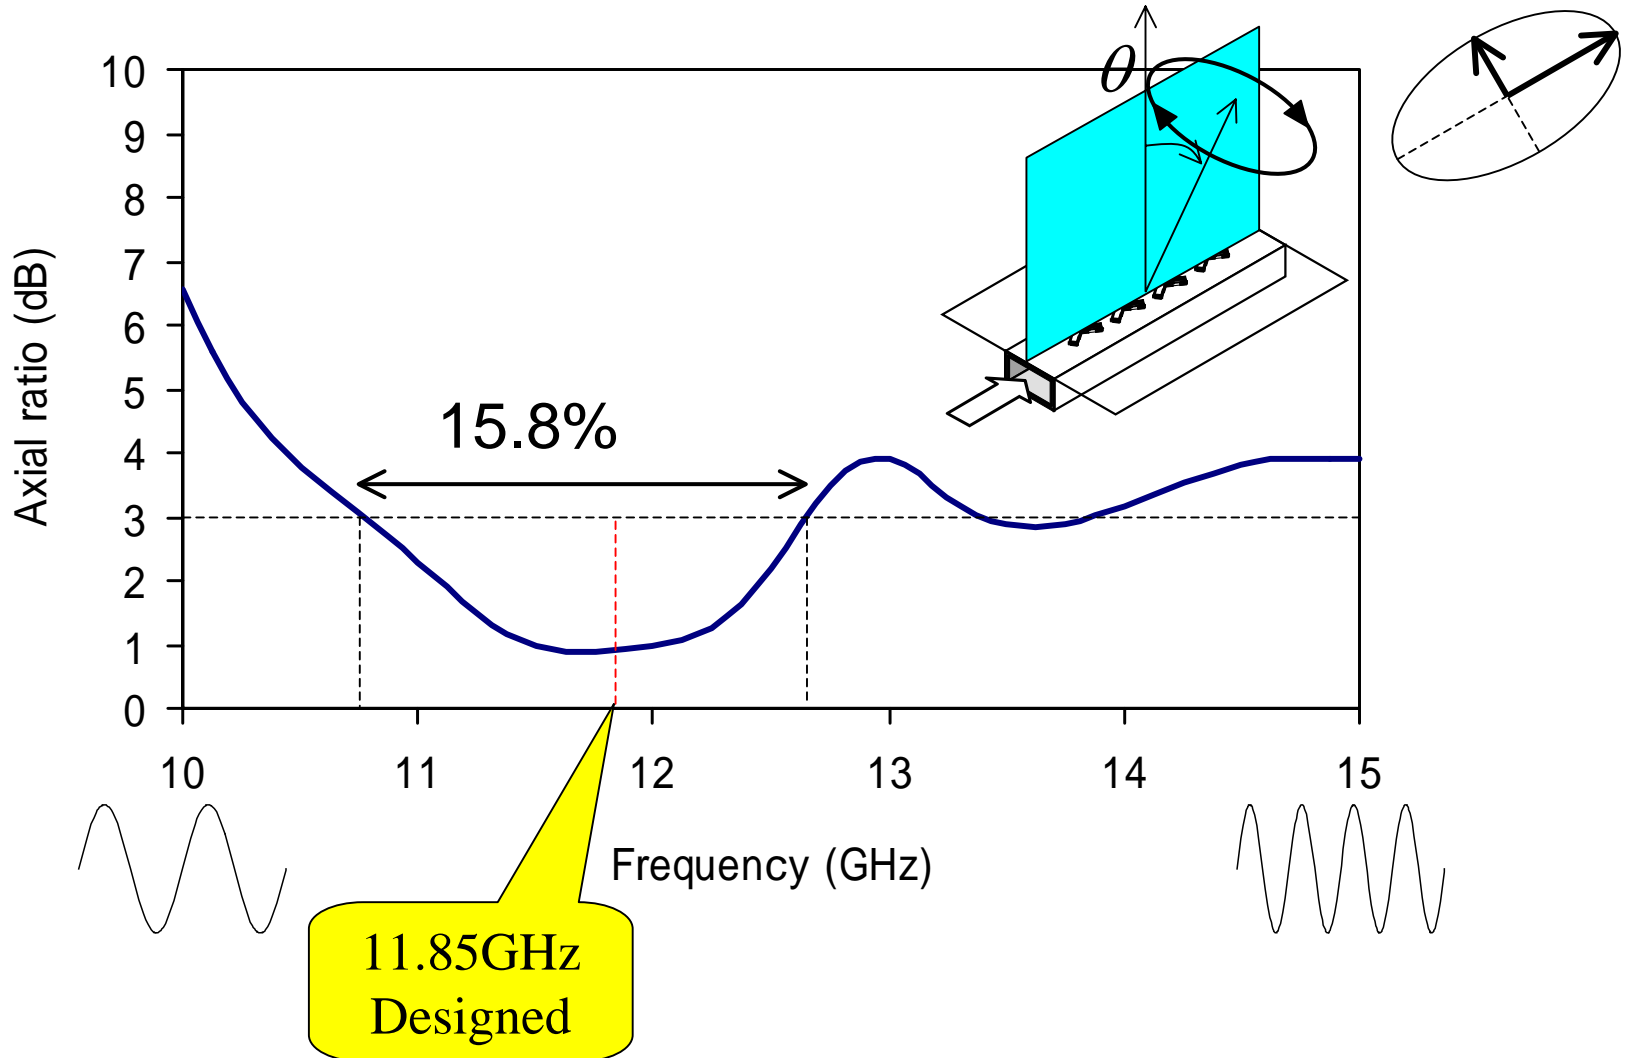 θ
10
9
8
7
6
5
4
3
2
1
0
Axial ratio (dB)
15.8%
10 11 12 13 14 15
Frequency (GHz)
11.85GHz
Designed